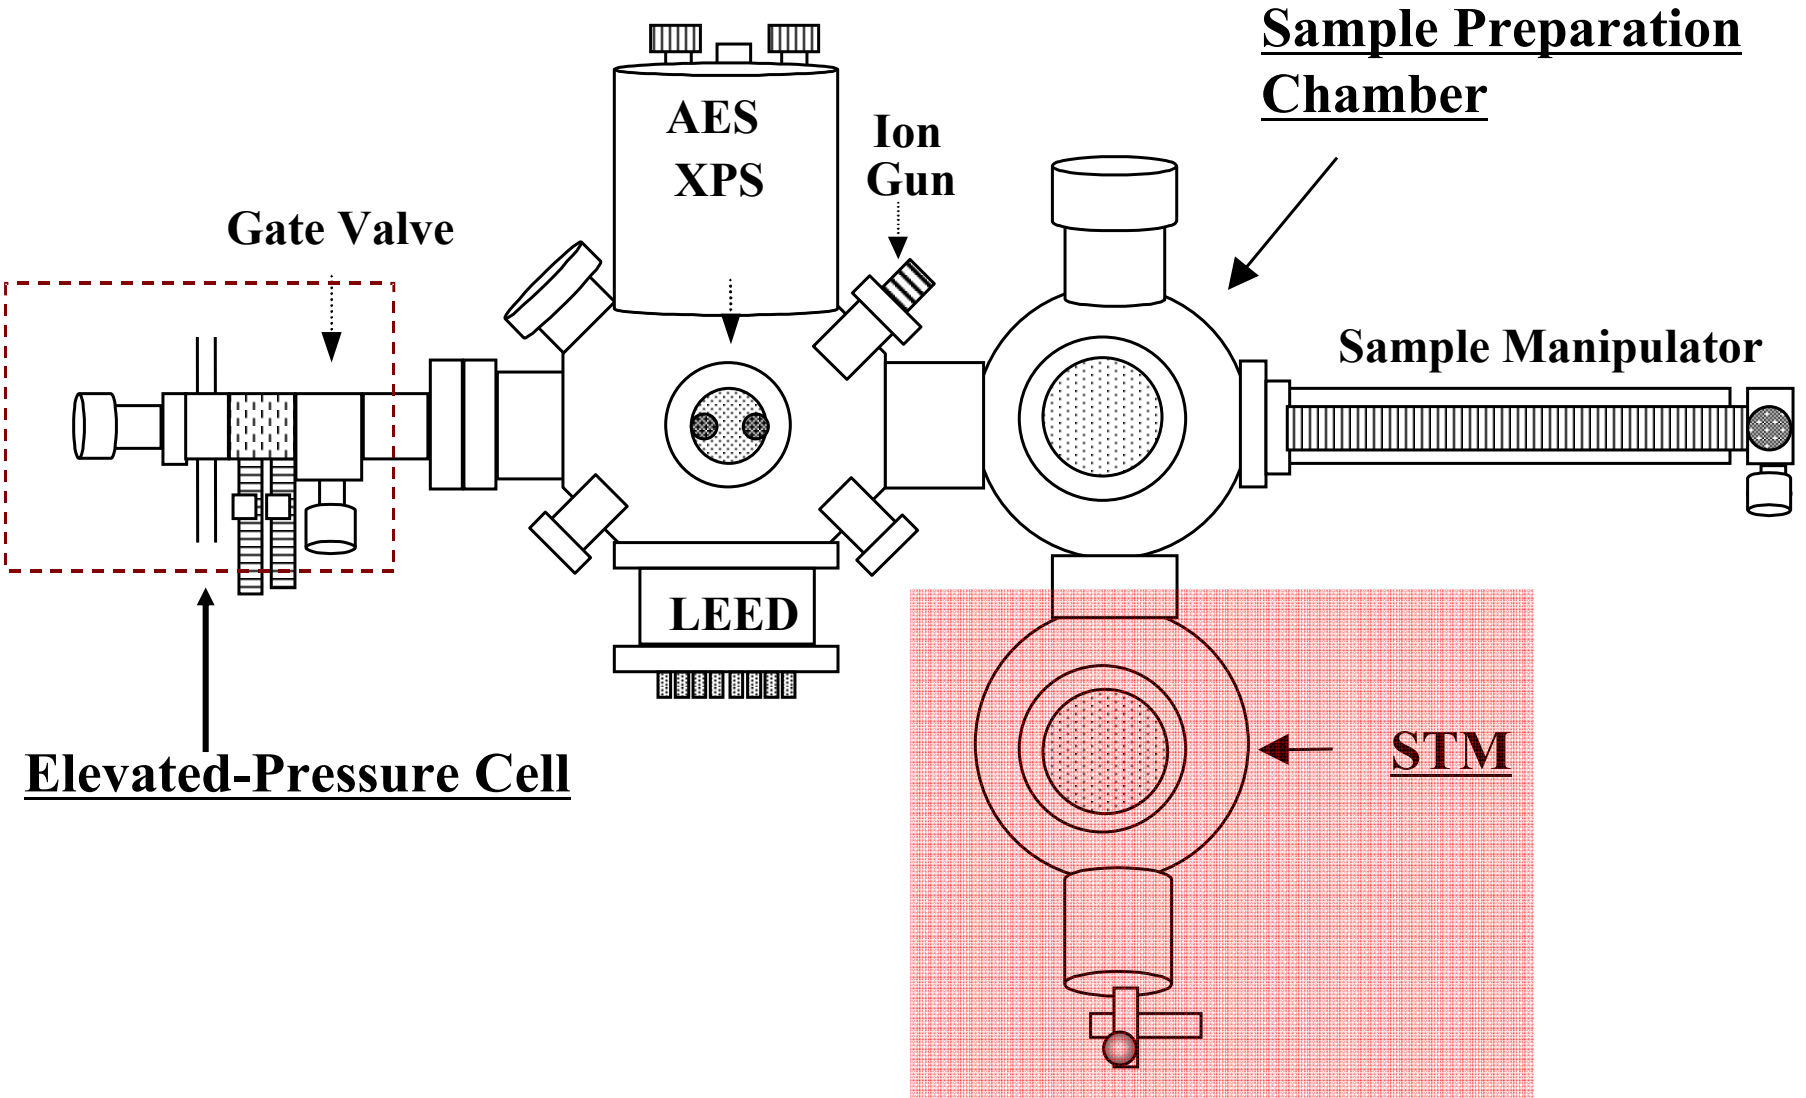 Sample Preparation
Chamber
AES
XPS
Ion
Gun
Gate Valve
Sample Manipulator
LEED
Elevated-Pressure Cell
STM